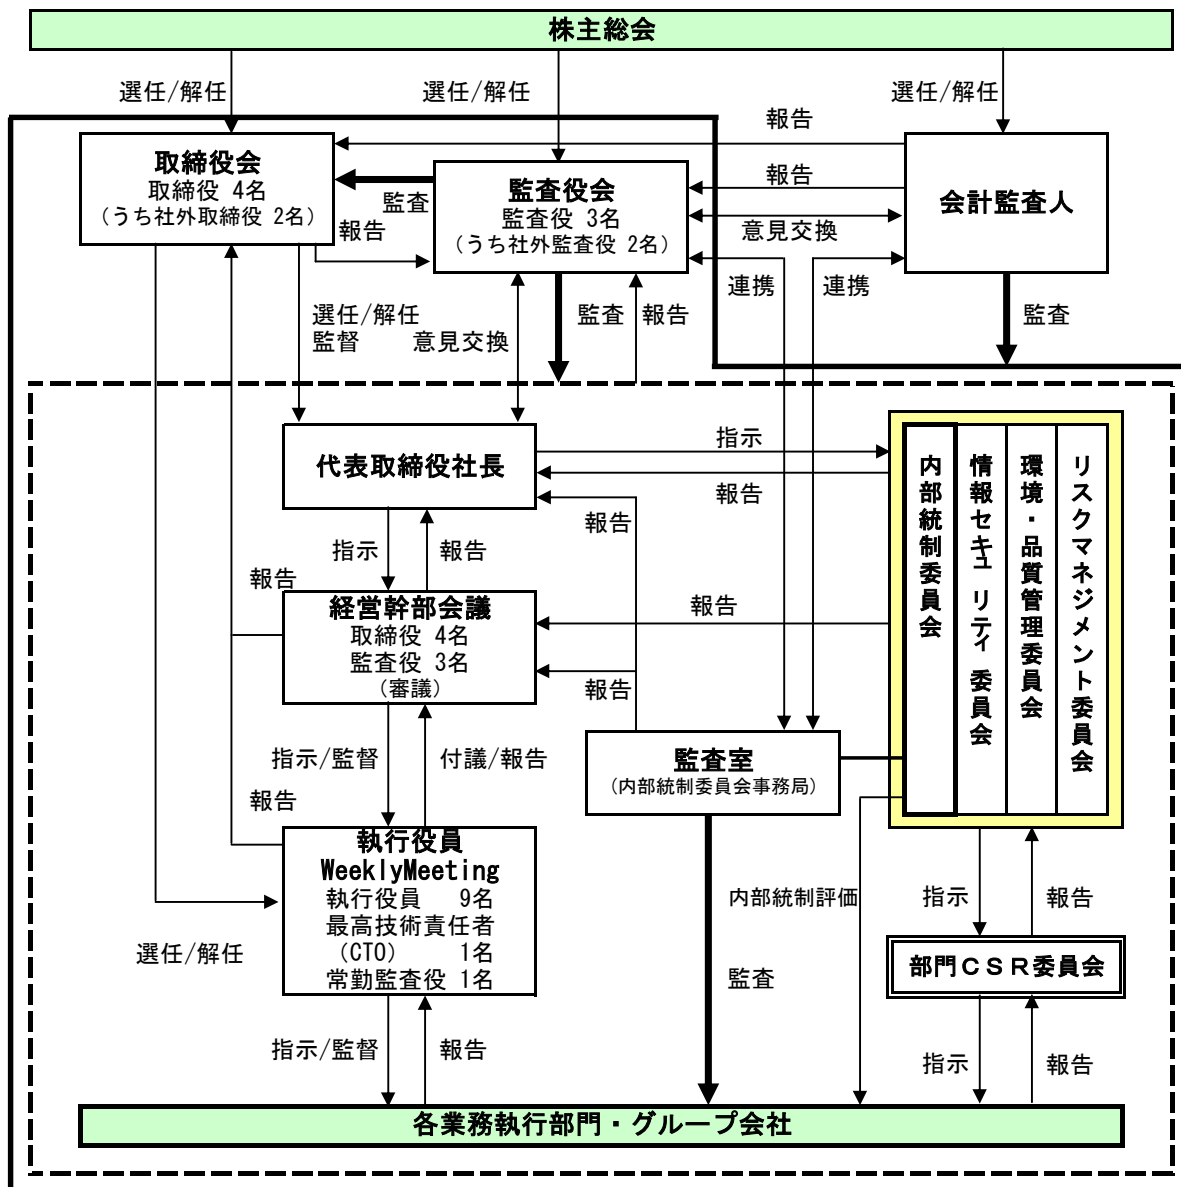 株主総会
選任/解任
選任/解任
選任/解任
報告
取締役会
取締役 4名
(うち社外取締役 2名)
監査
監査役会
監査役 3名
(うち社外監査役 2名)
報告
意見交換
会計監査人
報告
連携
連携
監査
選任/解任
監督
意見交換
監査
報告
代表取締役社長
指示
報告
報告
内部統制委員会
情報セキュリティ委員会
環境・品質管理委員会
リスクマネジメント委員会
指示
報告
報告
経営幹部会議
取締役 4名
監査役 3名
(審議)
報告
報告
指示/監督
付議/報告
監査室
(内部統制委員会事務局)
報告
執行役員
WeeklyMeeting
執行役員 9名
最高技術責任者
(CTO) 1名
常勤監査役 1名
選任/解任
内部統制評価
監査
指示
報告
部門CSR委員会
指示/監督
報告
指示
報告
各業務執行部門・グループ会社